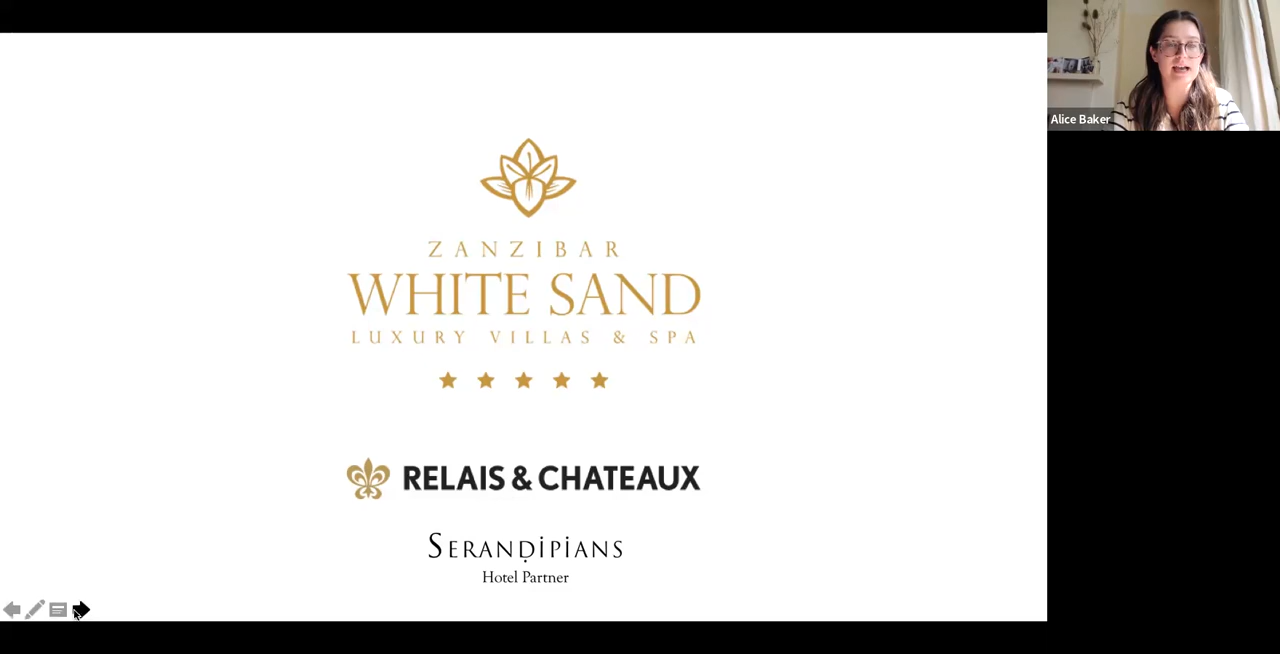 ZANZIBAR
WHITE SAND
LUXURY VILLAS & SPA
RELAIS & CHATEAUX
SERANDIPIANS
Hotel Partner
Alice Baker